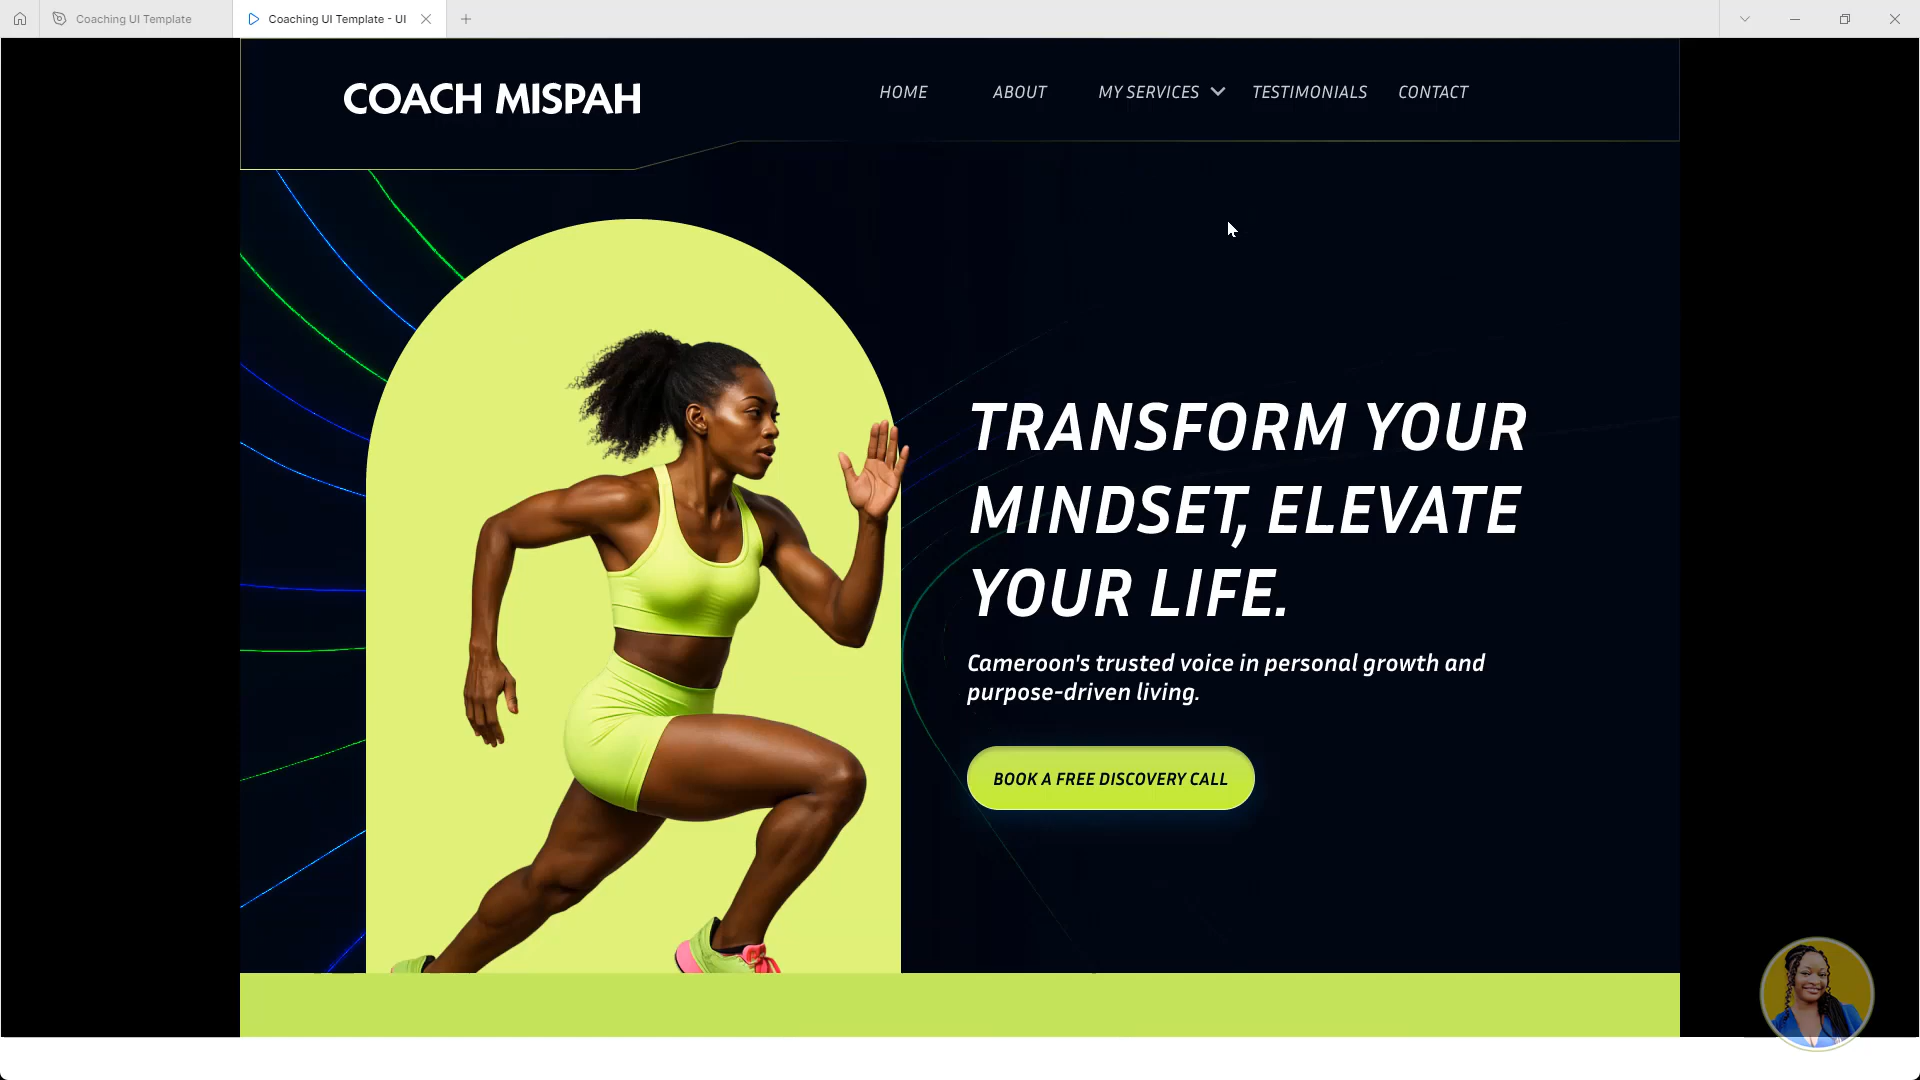 Coaching UI Template
Coaching UI Template - UI
COACH MISPAH
HOME
ABOUT
MY SERVICES
TESTIMONIALS
CONTACT
TRANSFORM YOUR
MINDSET, ELEVATE
YOUR LIFE.
Cameroon's trusted voice in personal growth and
purpose-driven living.
BOOK A FREE DISCOVERY CALL